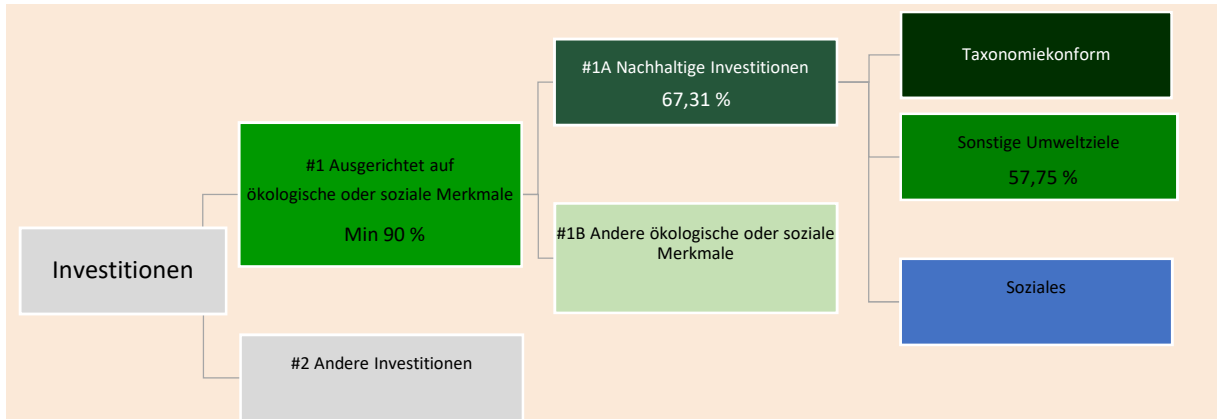 Investitionen
#1 Ausgerichtet auf
ökologische oder soziale Merkmale
Min 90 %
#2 Andere Investitionen
#1A Nachhaltige Investitionen
67,31 %
#1B Andere ökologische oder soziale
Merkmale
Taxonomiekonform
Sonstige Umweltziele
57,75 %
Soziales